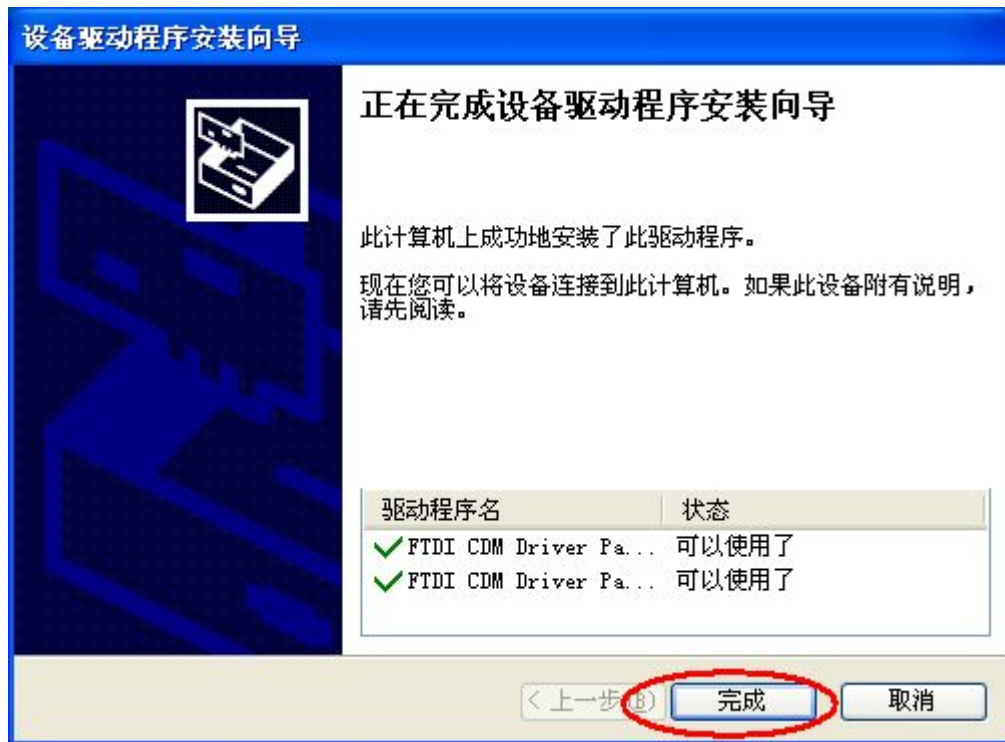 设备驱动程序安装向导
正在完成设备驱动程序安装向导
此计算机上成功地安装了此驱动程序。
现在您可以将设备连接到此计算机。如果此设备附有说明，
请先阅读。
驱动程序名 状态
FTDI CDM Driver Pa... 可以使用了
FTDI CDM Driver Pa... 可以使用了
< 上一步(B) 完成 取消